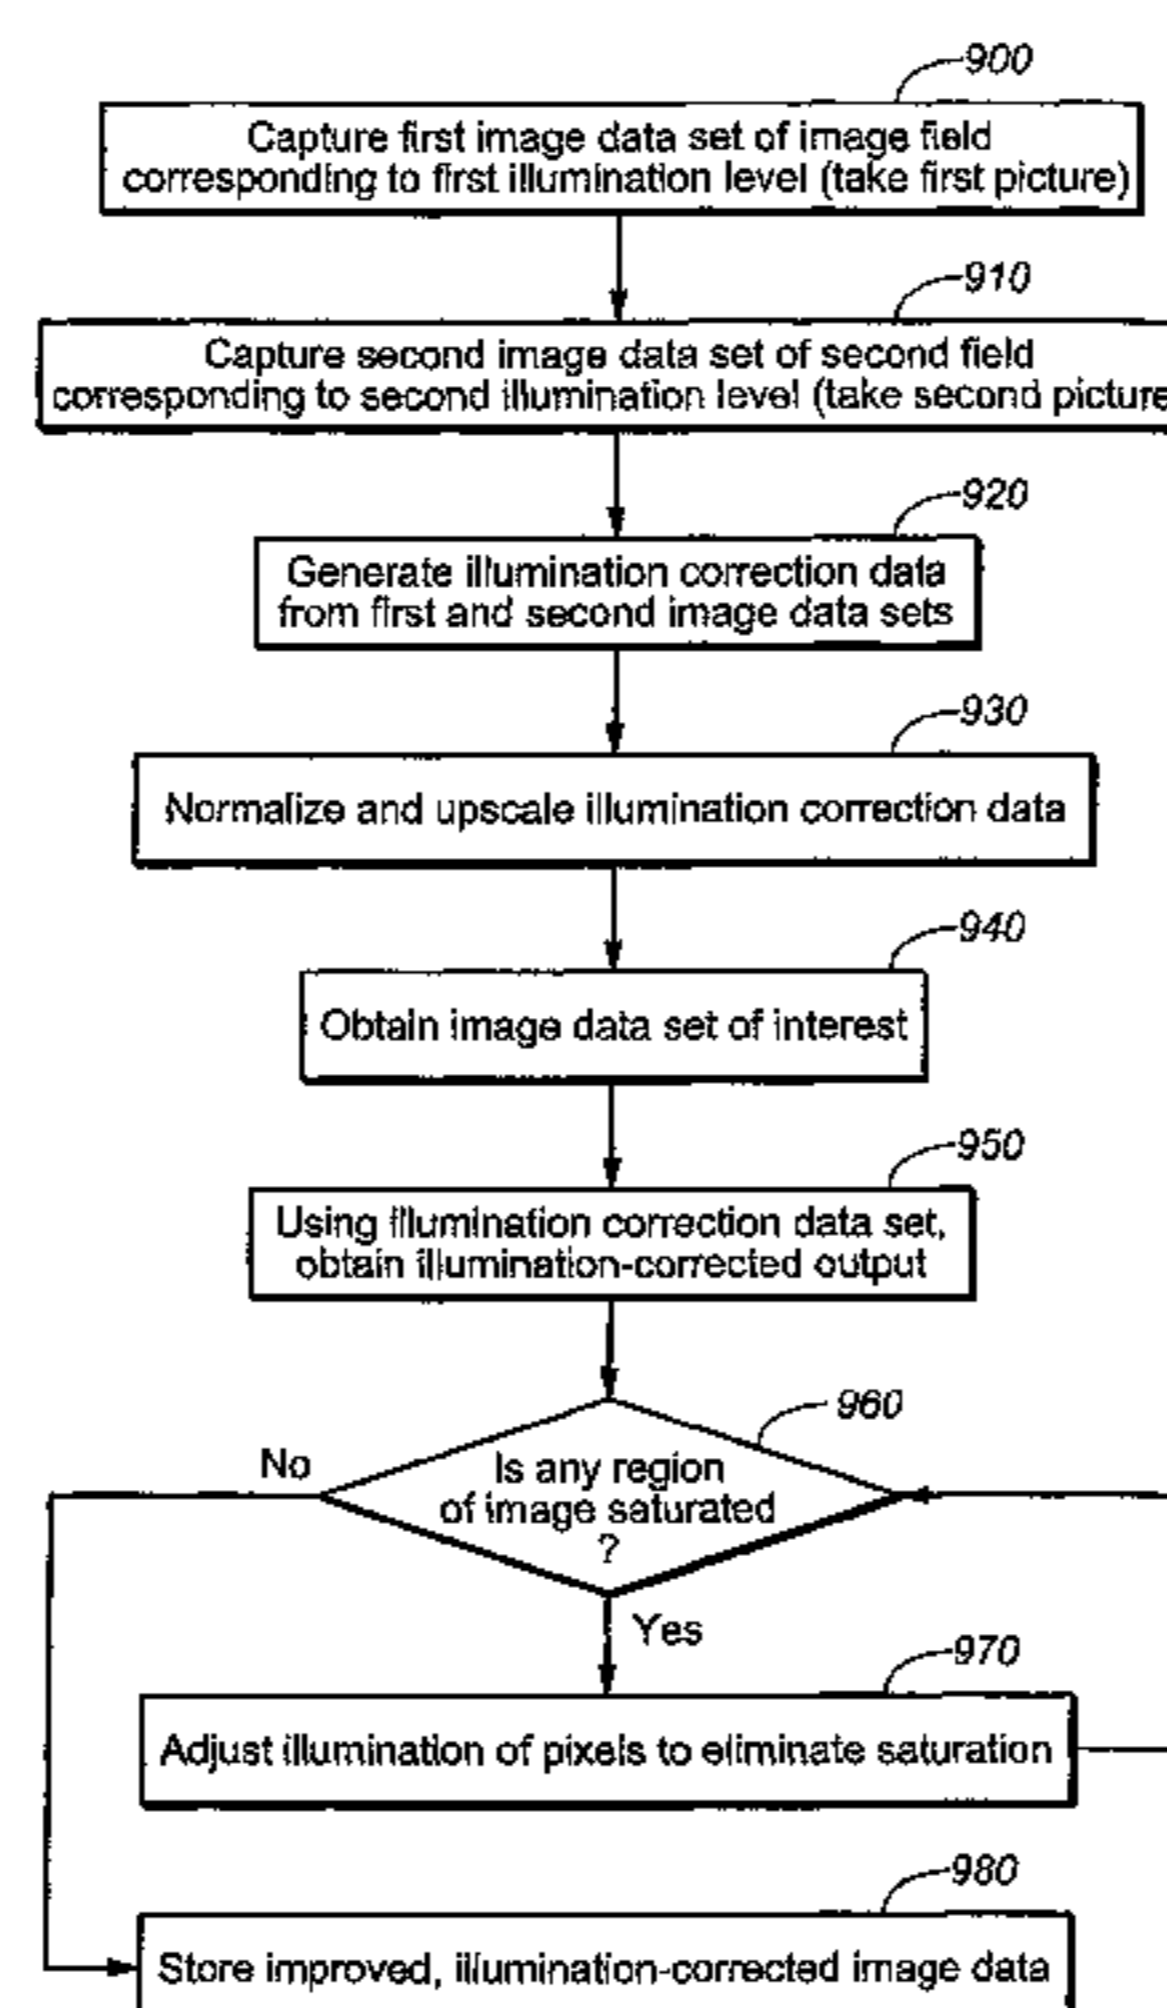 900
Capture first image data set of image field
corresponding to first illumination level (take first picture)
910
Capture second image data set of second field
corresponding to second illumination level (take second picture
920
Generate illumination correction data
from first and second image data sets
930
Normalize and upscale illumination correction data
940
Obtain image data set of interest
950
Using illumination correction data set,
obtain illumination-corrected output
960
No
Is any region
of image saturated
?
Yes
970
Adjust illumination of pixels to eliminate saturation
980
Store improved, illumination-corrected image data